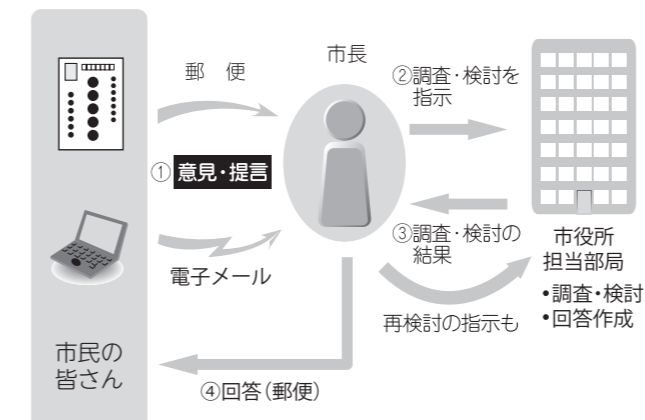 郵 便
市長
②調査・検討を
指示
① 意見・提言
電子メール
③調査・検討の
結果
市役所
担当部局
•調査・検討
•回答作成
再検討の指示も
市民の
皆さん
④回答(郵便)